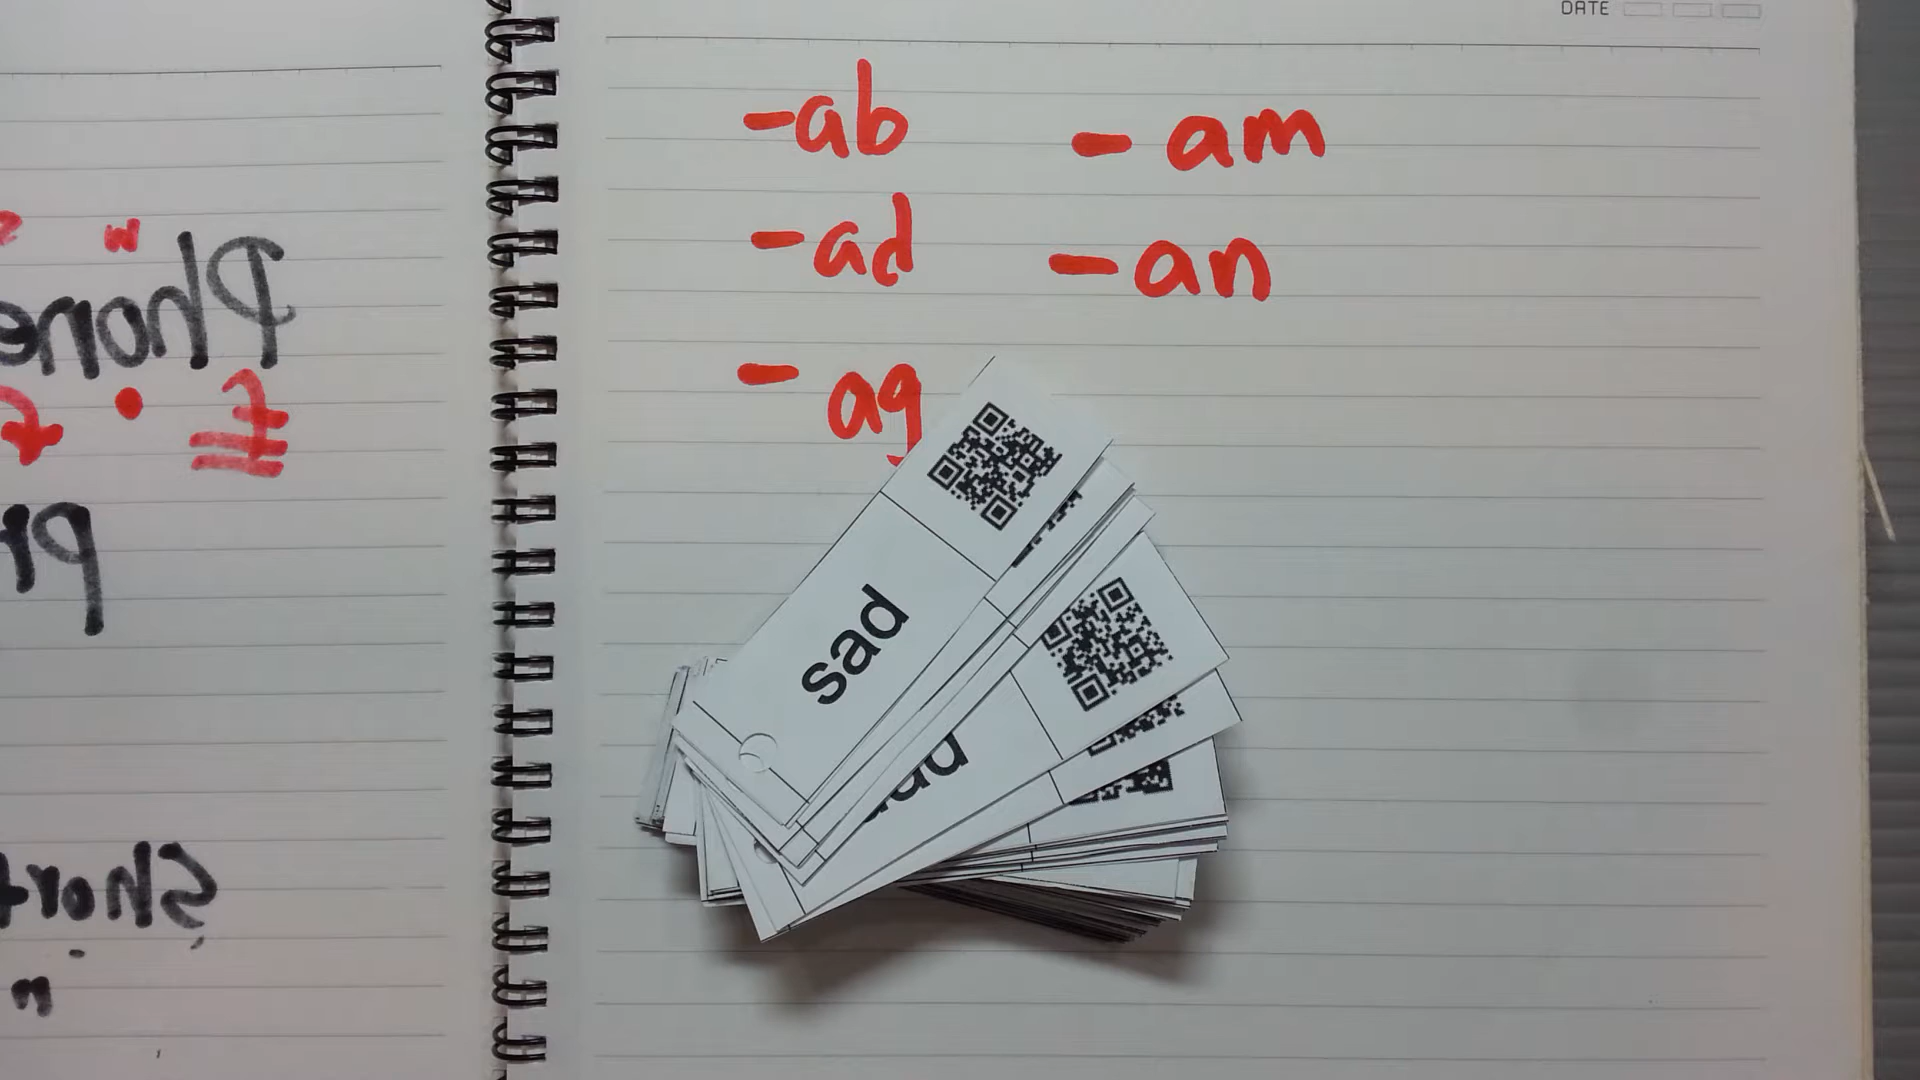 DATE
-ab - am
-ad - an
- ag
sad
Phone
Short